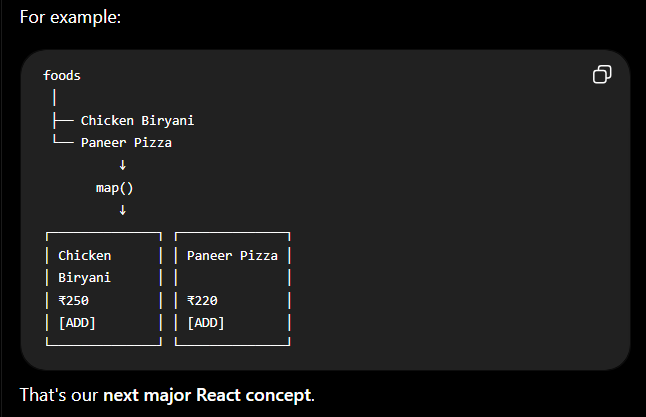 For example:
foods
│
├── Chicken Biryani
└── Paneer Pizza
↓
map()
↓
┌──────────────┐ ┌──────────────┐
│ Chicken      │ │ Paneer Pizza │
│ Biryani      │ │              │
│ ₹250         │ │ ₹220         │
│ [ADD]        │ │ [ADD]        │
└──────────────┘ └──────────────┘
That's our next major React concept.